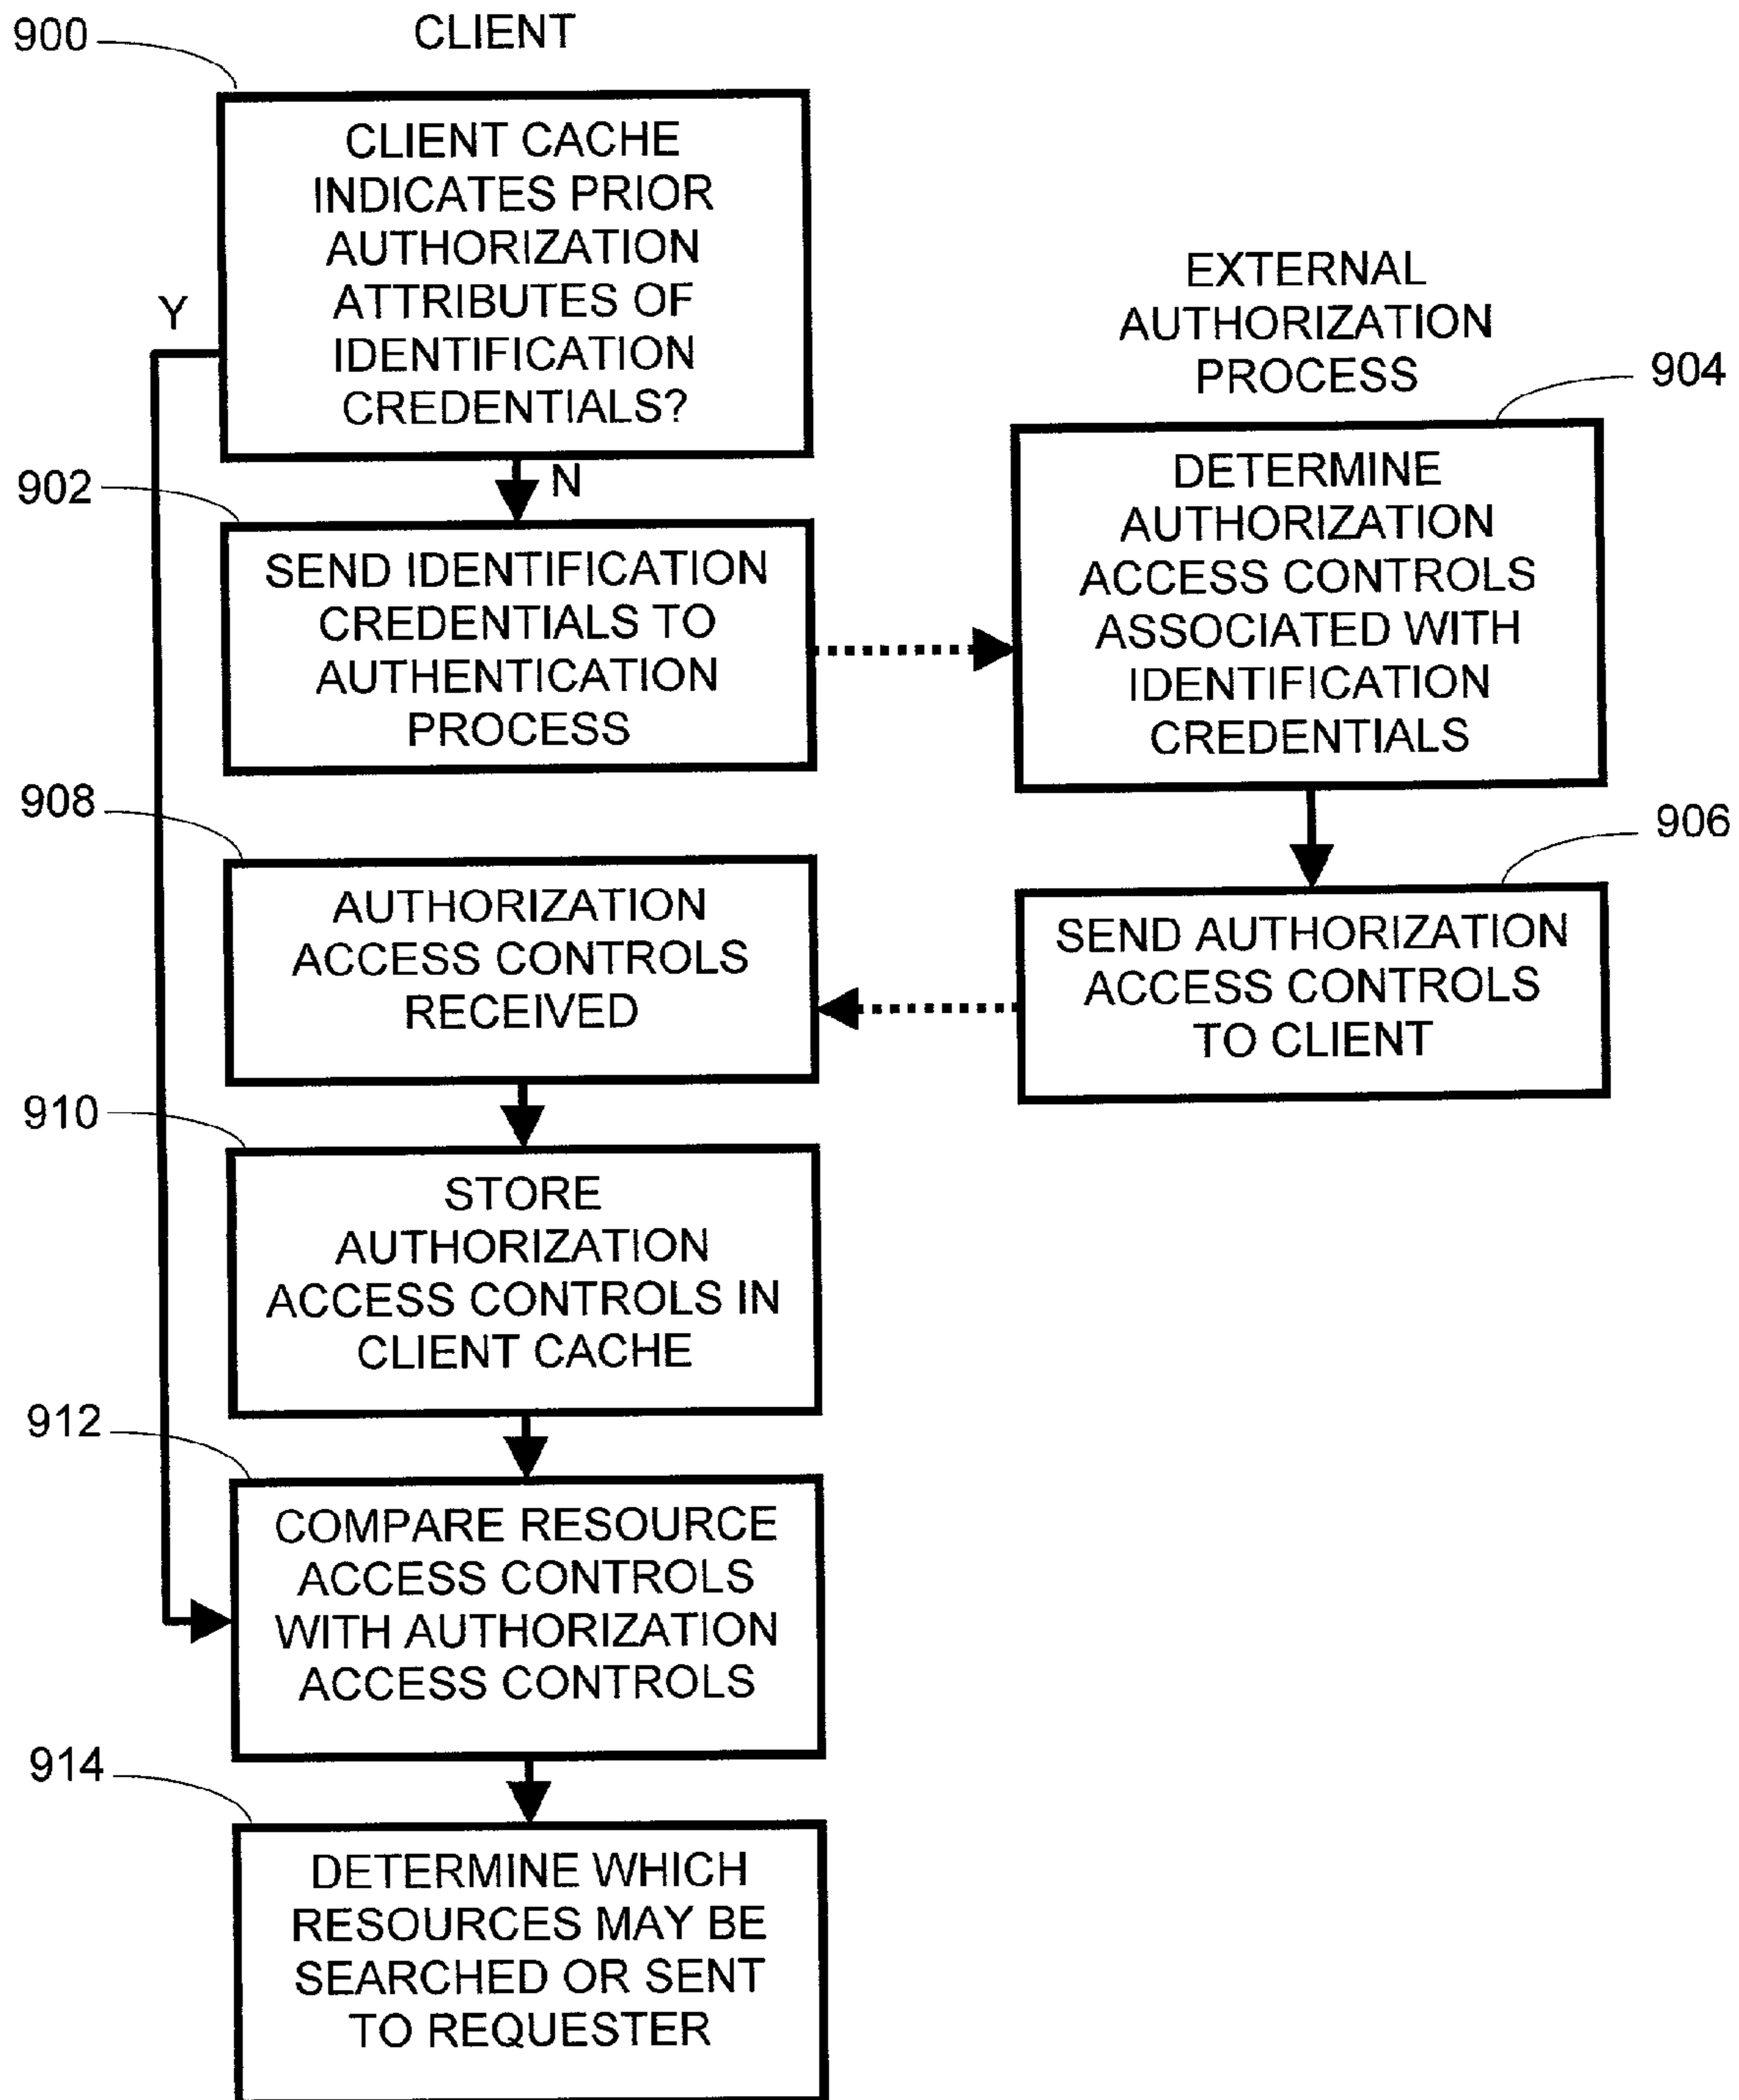 900
CLIENT
CLIENT CACHE
INDICATES PRIOR
AUTHORIZATION
ATTRIBUTES OF
IDENTIFICATION
CREDENTIALS?
Y
N
902
SEND IDENTIFICATION
CREDENTIALS TO
AUTHENTICATION
PROCESS
EXTERNAL
AUTHORIZATION
PROCESS
904
DETERMINE
AUTHORIZATION
ACCESS CONTROLS
ASSOCIATED WITH
IDENTIFICATION
CREDENTIALS
906
SEND AUTHORIZATION
ACCESS CONTROLS
TO CLIENT
908
AUTHORIZATION
ACCESS CONTROLS
RECEIVED
910
STORE
AUTHORIZATION
ACCESS CONTROLS IN
CLIENT CACHE
912
COMPARE RESOURCE
ACCESS CONTROLS
WITH AUTHORIZATION
ACCESS CONTROLS
914
DETERMINE WHICH
RESOURCES MAY BE
SEARCHED OR SENT
TO REQUESTER